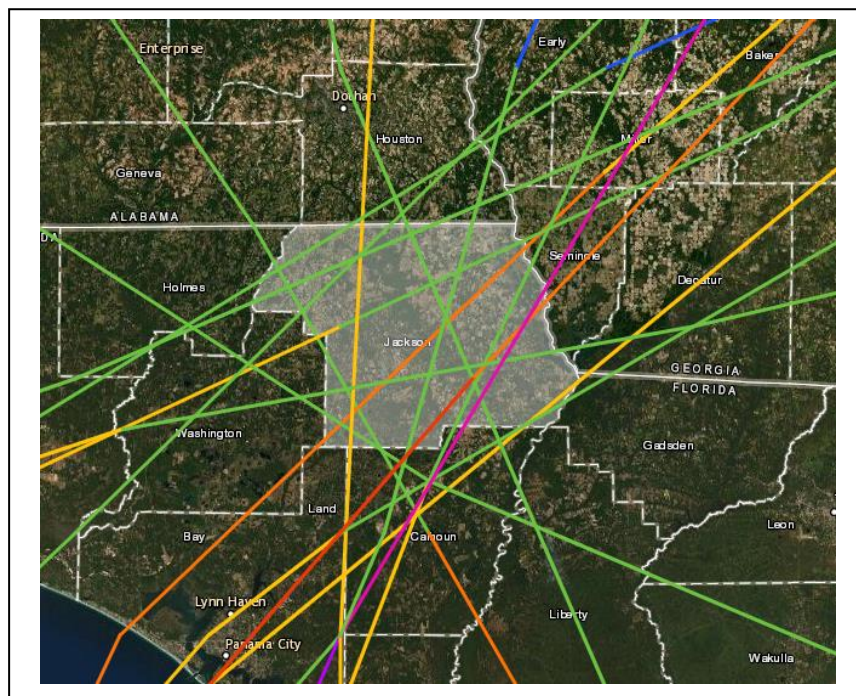 Enterprise
Early
Baker
Dothan
Houston
Miller
Geneva
ALABAMA
DA
Seminole
Holmes
Decatur
Jackson
GEORGIA
FLORIDA
Washington
Gadsden
Land
Leon
Bay
Calhoun
Lynn Haven
Liberty
Panama City
Wakulla